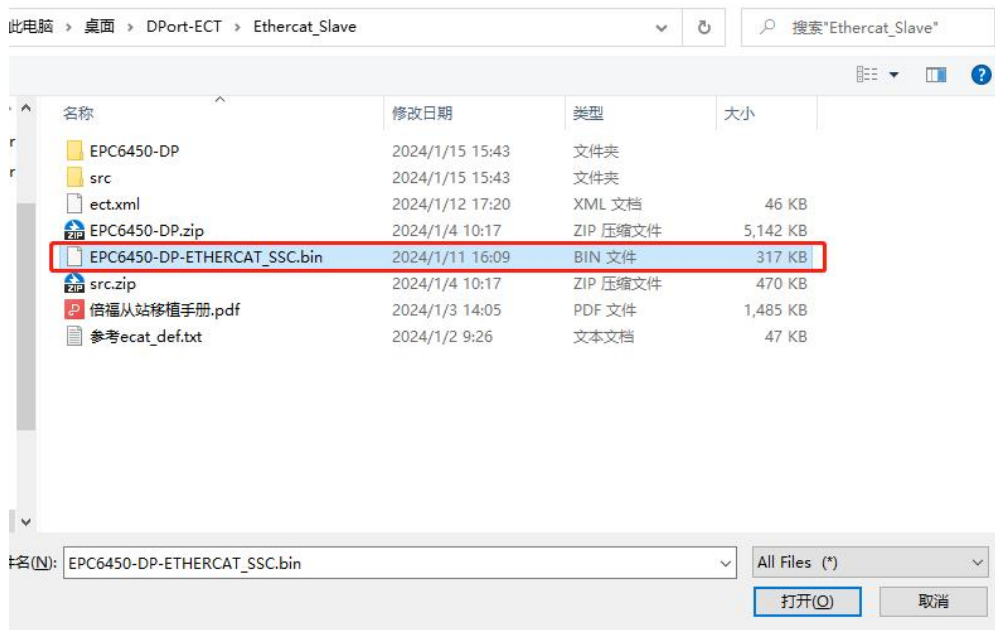 此电脑 › 桌面 › DPort-ECT › Ethercat_Slave 搜索"Ethercat_Slave"
名称 修改日期 类型 大小
EPC6450-DP 2024/1/15 15:43 文件夹
src 2024/1/15 15:43 文件夹
ect.xml 2024/1/12 17:20 XML 文档 46 KB
EPC6450-DP.zip 2024/1/4 10:17 ZIP 压缩文件 5,142 KB
EPC6450-DP-ETHERCAT_SSC.bin 2024/1/11 16:09 BIN 文件 317 KB
src.zip 2024/1/4 10:17 ZIP 压缩文件 470 KB
倍福从站移植手册.pdf 2024/1/3 14:05 PDF 文件 1,485 KB
参考ecat_def.txt 2024/1/2 9:26 文本文档 47 KB
件名(N): EPC6450-DP-ETHERCAT_SSC.bin All Files (*)
打开(O) 取消